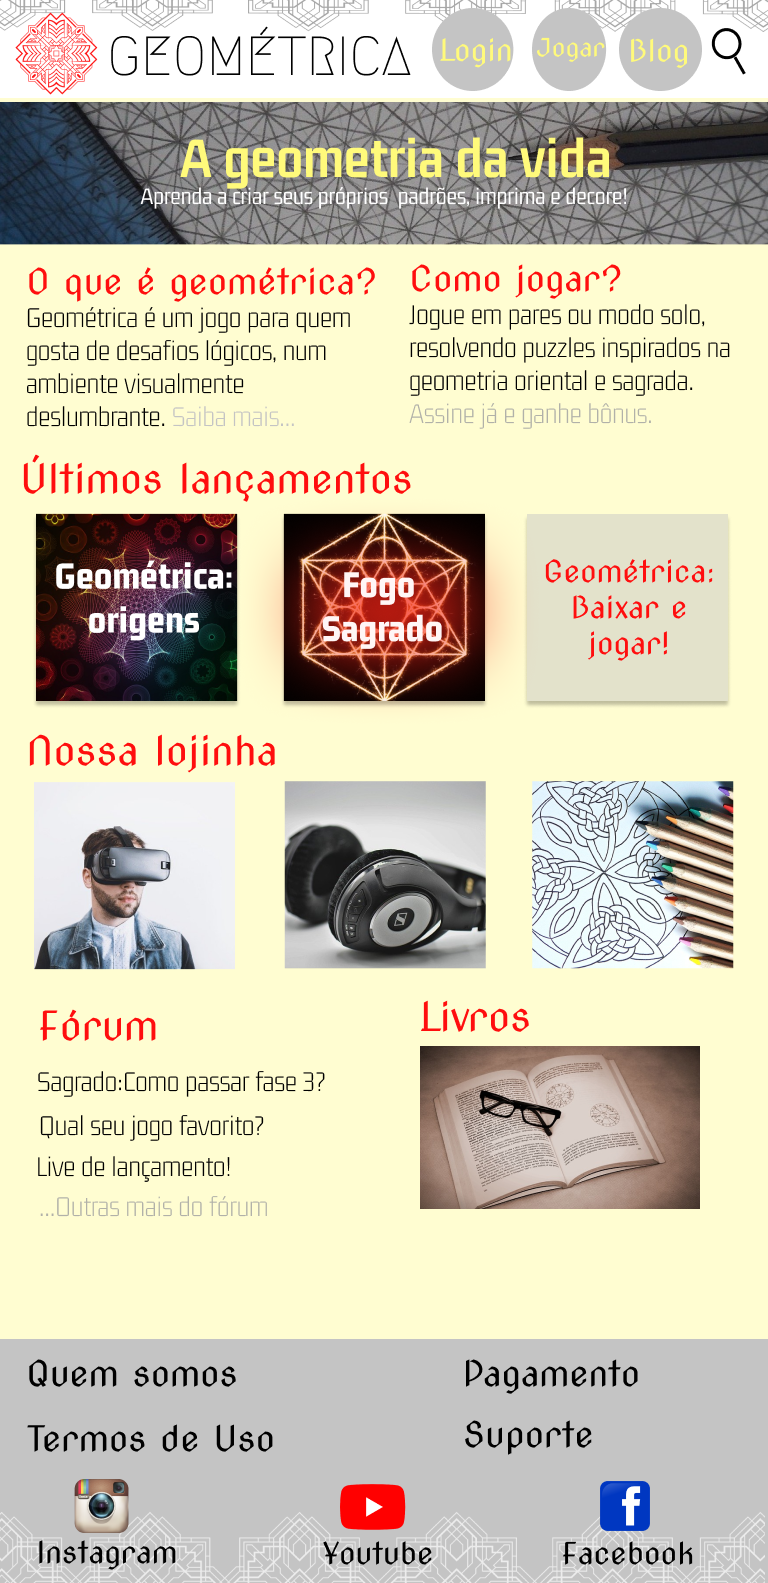 GEOMÉTRICA
Login
Jogar
Blog
A geometria da vida
Aprenda a criar seus próprios  padrões, imprima e decore!
O que é geométrica?
Geométrica é um jogo para quem
gosta de desafios lógicos, num
ambiente visualmente
deslumbrante. Saiba mais...
Como jogar?
Jogue em pares ou modo solo,
resolvendo puzzles inspirados na
geometria oriental e sagrada.
Assine já e ganhe bônus.
Últimos lançamentos
Geométrica:
origens
Fogo
Sagrado
Geométrica:
Baixar e
jogar!
Nossa lojinha
Fórum
Sagrado:Como passar fase 3?
Qual seu jogo favorito?
Live de lançamento!
...Outras mais do fórum
Livros
Quem somos
Termos de Uso
Pagamento
Suporte
Instagram
Youtube
f
Facebook